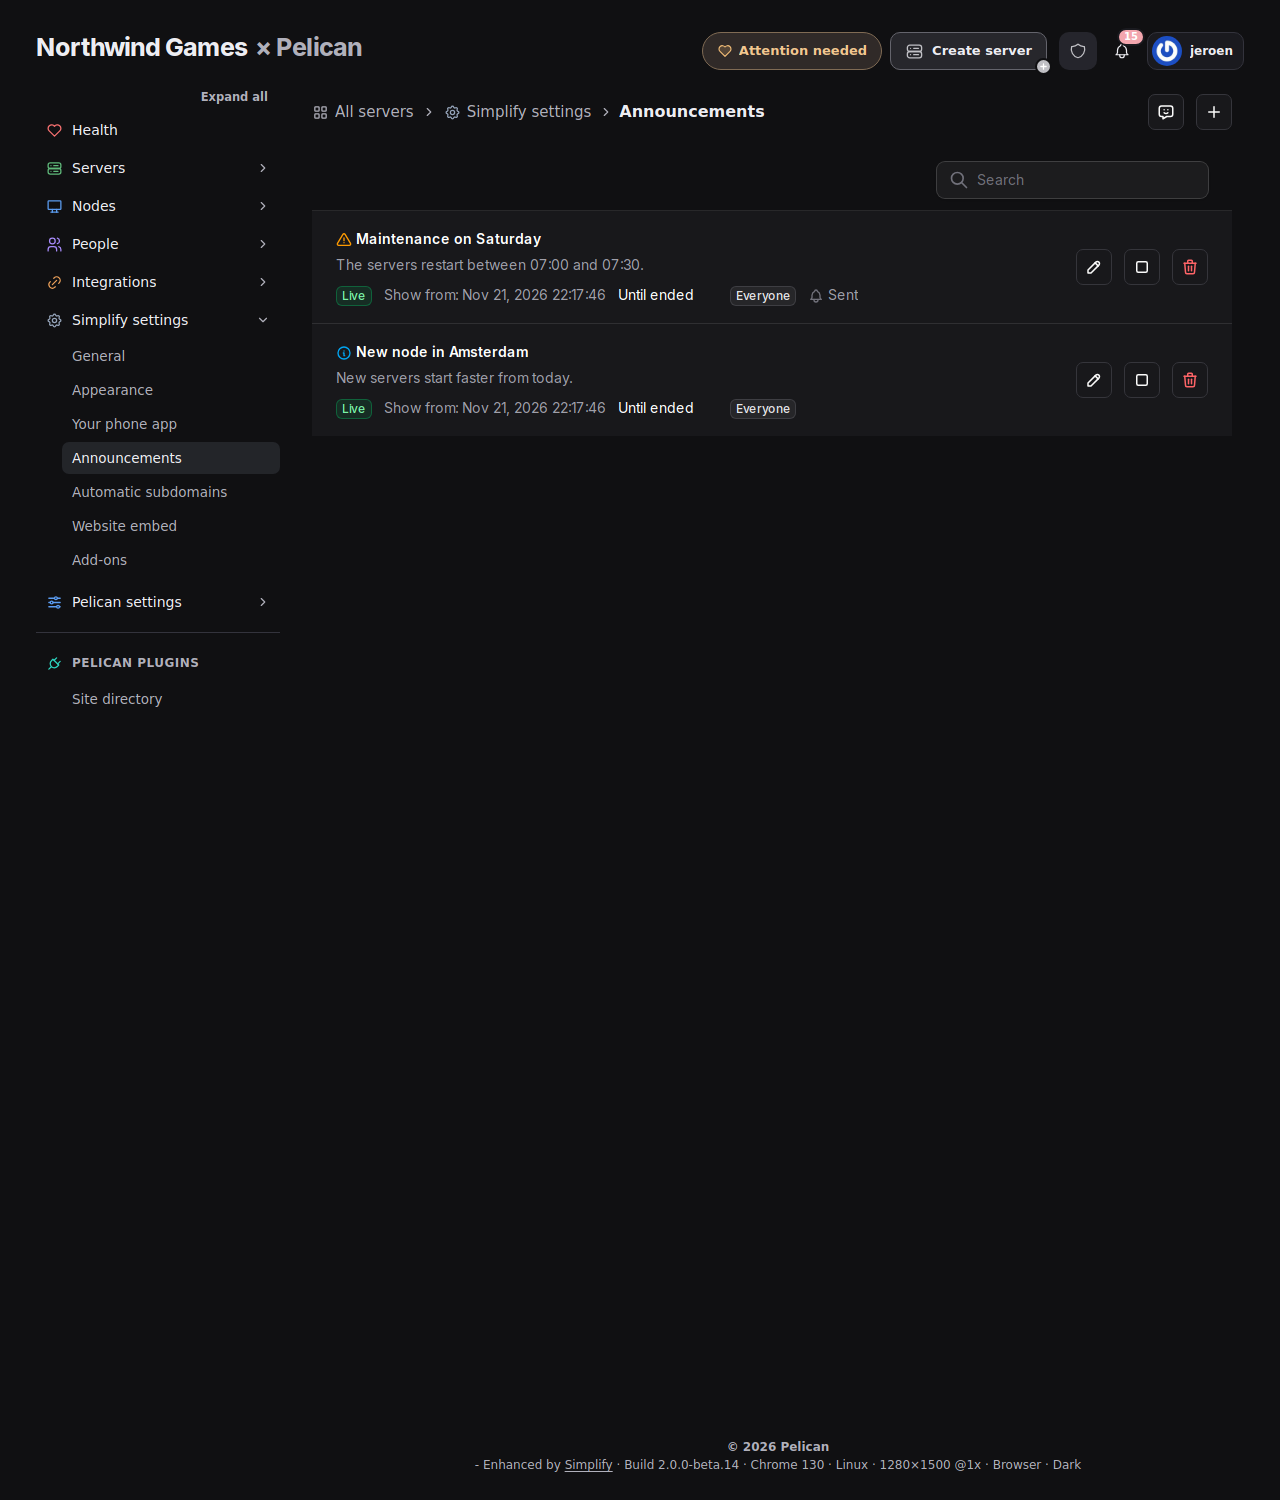 Northwind Games × Pelican
Attention needed
Create server
15
jeroen
Expand all
Health
Servers
Nodes
People
Integrations
Simplify settings
General
Appearance
Your phone app
Announcements
Automatic subdomains
Website embed
Add-ons
Pelican settings
PELICAN PLUGINS
Site directory
All servers > Simplify settings > Announcements
Search
Maintenance on Saturday
The servers restart between 07:00 and 07:30.
Live Show from: Nov 21, 2026 22:17:46 Until ended Everyone Sent
New node in Amsterdam
New servers start faster from today.
Live Show from: Nov 21, 2026 22:17:46 Until ended Everyone
© 2026 Pelican
- Enhanced by Simplify · Build 2.0.0-beta.14 · Chrome 130 · Linux · 1280×1500 @1x · Browser · Dark